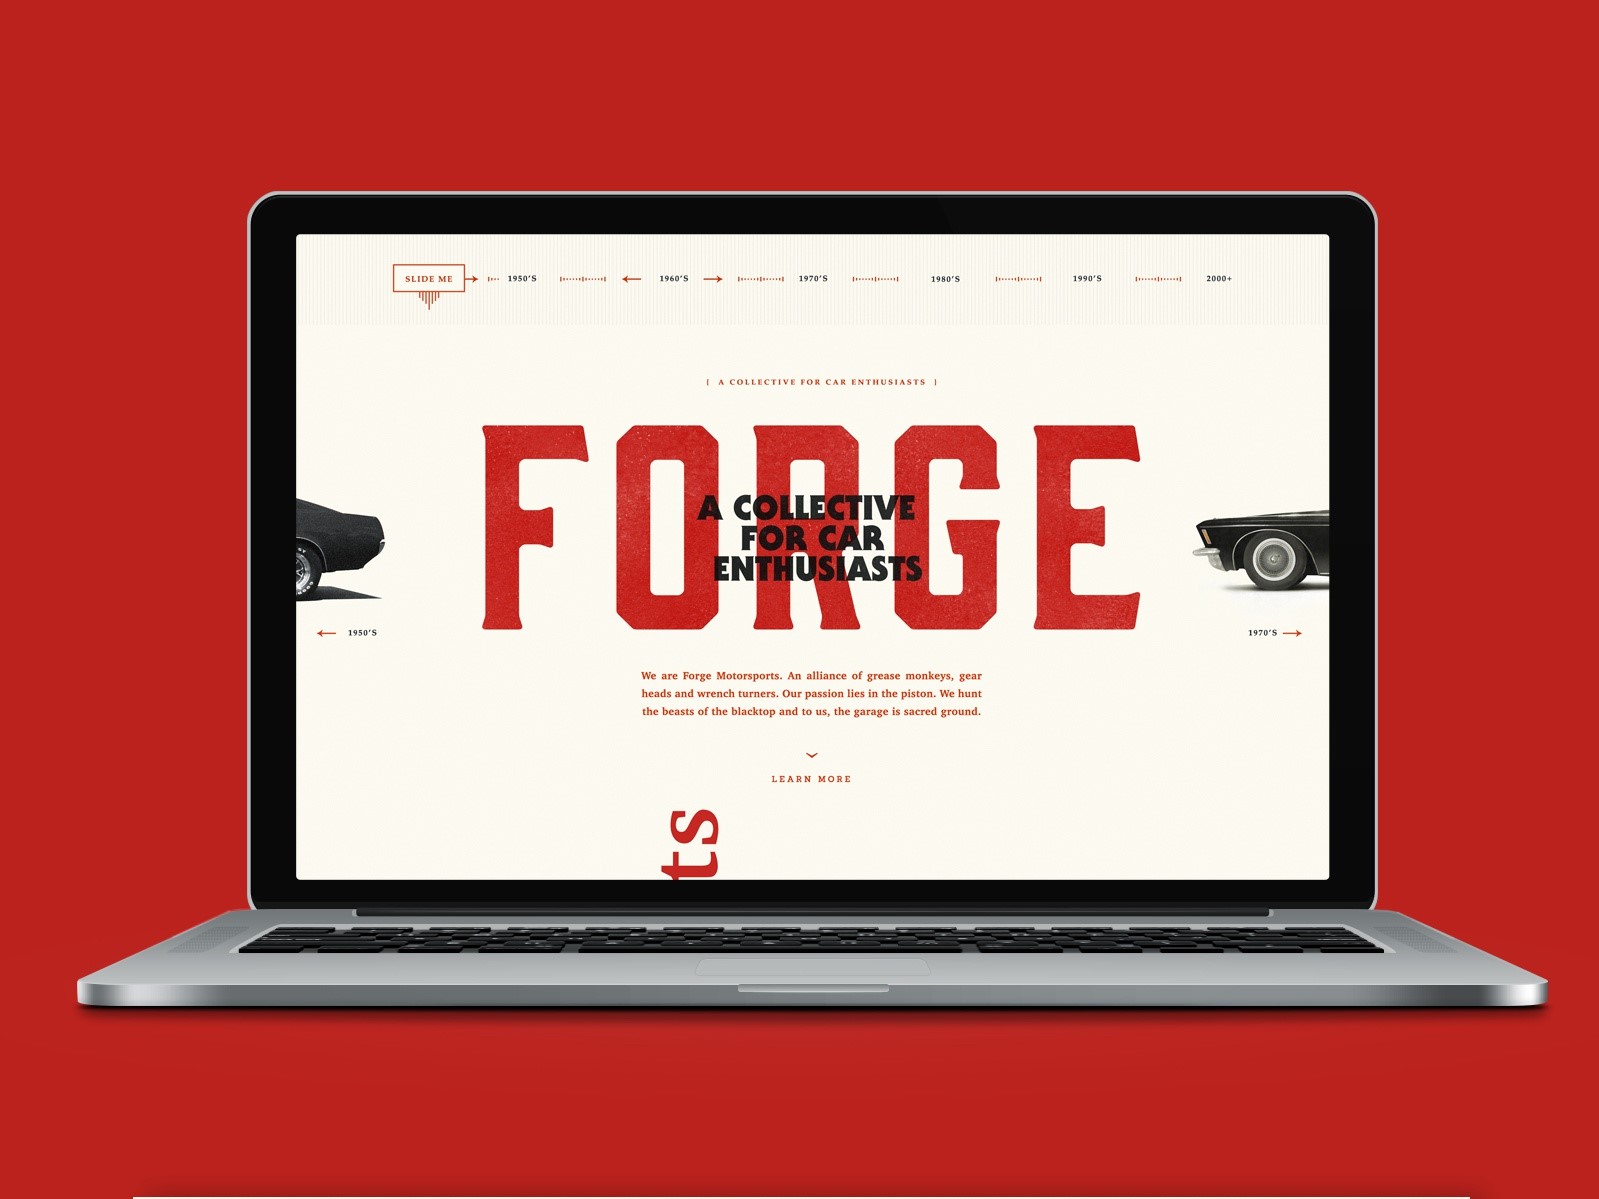 SLIDE ME
1950'S
1960'S
1970'S
1980'S
1990'S
2000+
{ A COLLECTIVE FOR CAR ENTHUSIASTS }
FORGE
A COLLECTIVE
FOR CAR
ENTHUSIASTS
1950'S
1970'S
We are Forge Motorsports. An alliance of grease monkeys, gear
heads and wrench turners. Our passion lies in the piston. We hunt
the beasts of the blacktop and to us, the garage is sacred ground.
LEARN MORE
ts